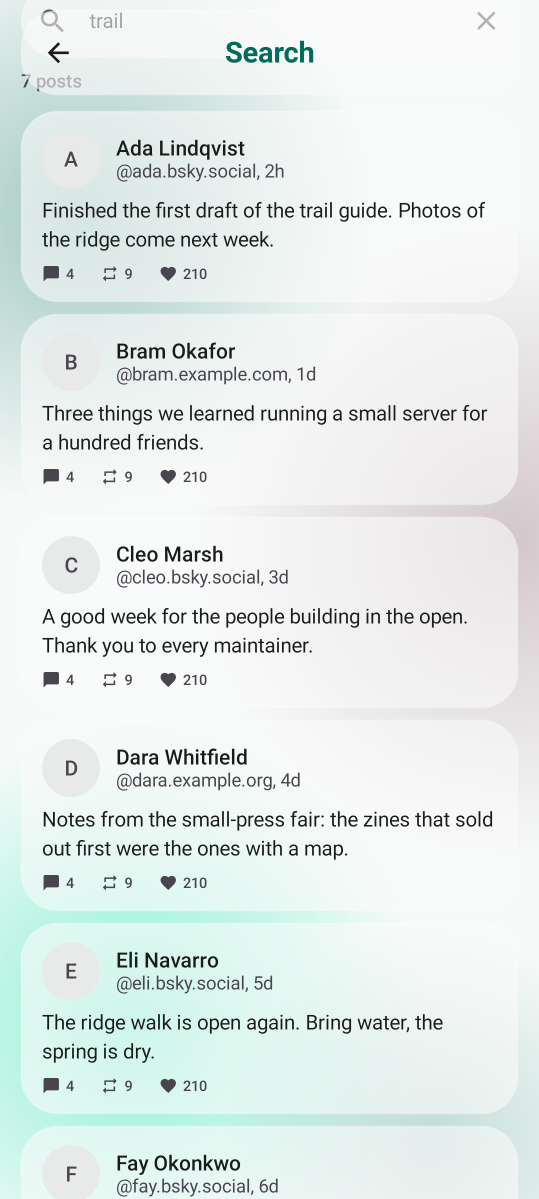 trail
Search
7 posts
A
Ada Lindqvist
@ada.bsky.social, 2h
Finished the first draft of the trail guide. Photos of
the ridge come next week.
4 9 210
B
Bram Okafor
@bram.example.com, 1d
Three things we learned running a small server for
a hundred friends.
4 9 210
C
Cleo Marsh
@cleo.bsky.social, 3d
A good week for the people building in the open.
Thank you to every maintainer.
4 9 210
D
Dara Whitfield
@dara.example.org, 4d
Notes from the small-press fair: the zines that sold
out first were the ones with a map.
4 9 210
E
Eli Navarro
@eli.bsky.social, 5d
The ridge walk is open again. Bring water, the
spring is dry.
4 9 210
F
Fay Okonkwo
@fay.bsky.social, 6d